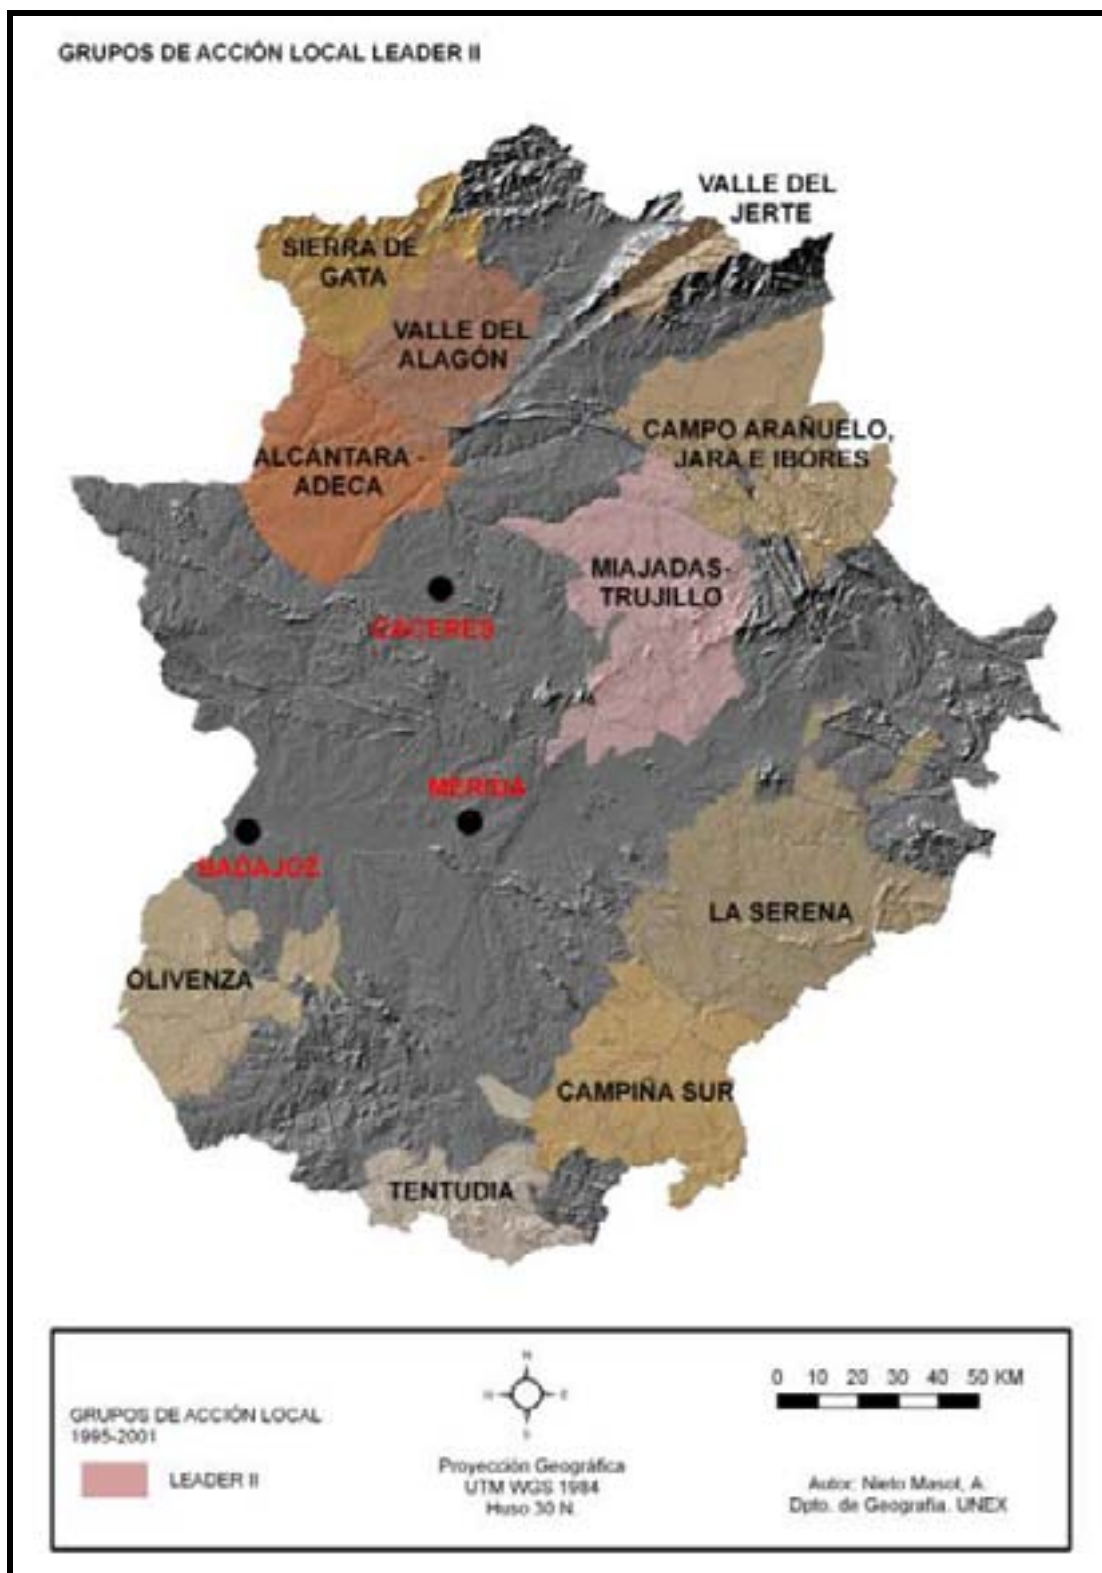 GRUPOS DE ACCIÓN LOCAL LEADER II
VALLE DEL
JERTE
SIERRA DE
GATA
VALLE DEL
ALAGÓN
CAMPO ARAÑUELO,
JARA E IBORES
ALCÁNTARA -
ADECA
MIAJADAS-
TRUJILLO
CÁCERES
MÉRIDA
BADAJOZ
LA SERENA
OLIVENZA
CAMPIÑA SUR
TENTUDIA
GRUPOS DE ACCIÓN LOCAL
1995-2001
LEADER II
N
E
S
Proyección Geográfica
UTM WGS 1984
Huso 30 N.
0 10 20 30 40 50 KM
Autor: Nieto Masot, A.
Dpto. de Geografía. UNEX